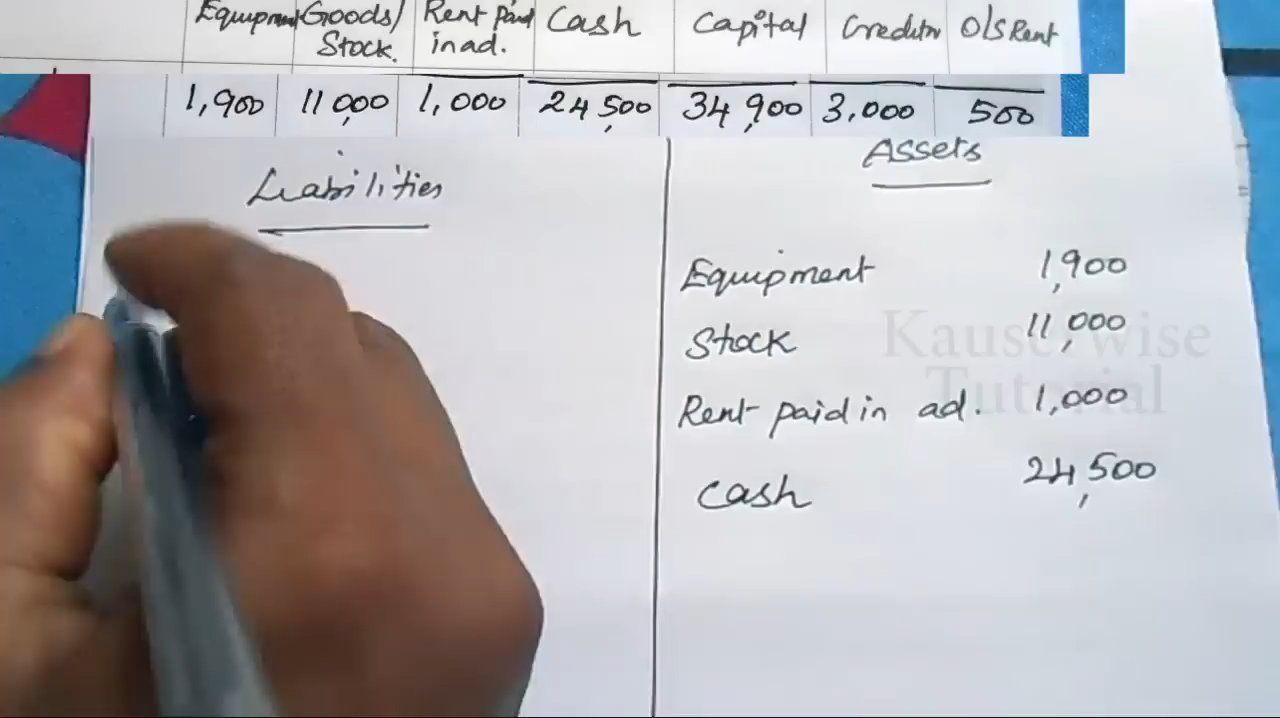 Equipment Goods/ Rent paid Cash Capital Creditor O/S Rent
Stock. in ad.
1,900 11,000 1,000 24,500 34,900 3,000 500
Liabilities Assets
Equipment 1,900
Stock 11,000
Rent paid in ad. 1,000
Cash 24,500
Kauserwise
Tutorial